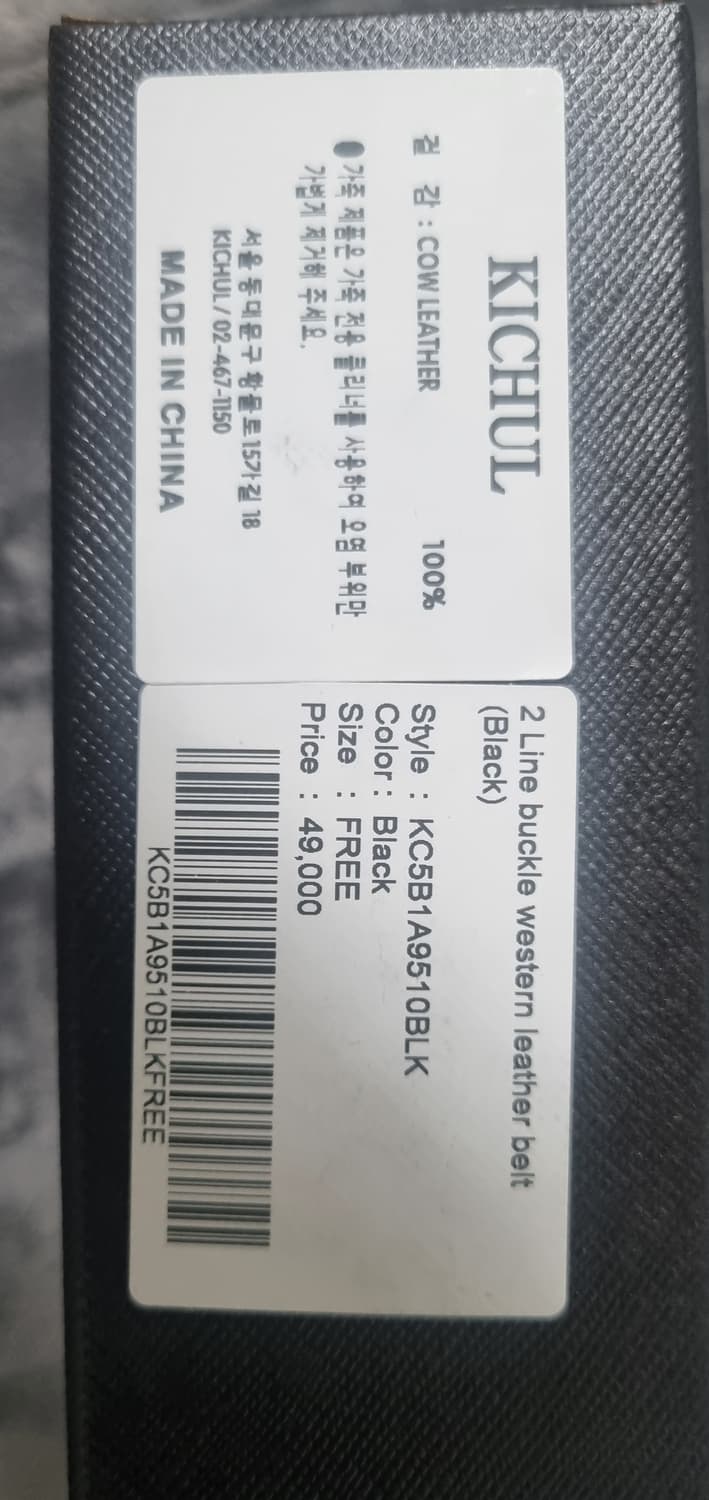 KICHUL
겉 감 : COW LEATHER 100%
● 가죽 제품은 가죽 전용 클리너를 사용하여 오염 부위만
가볍게 제거해 주세요.
서울 동대문구 황물로15가길 18
KICHUL / 02-467-1150
MADE IN CHINA
2 Line buckle western leather belt
(Black)
Style : KC5B1A9510BLK
Color : Black
Size : FREE
Price : 49,000
KC5B1A9510BLKFREE